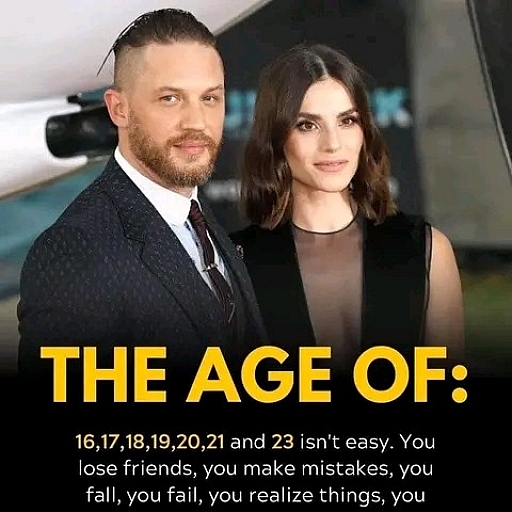 THE AGE OF:
16,17,18,19,20,21 and 23 isn't easy. You
lose friends, you make mistakes, you
fall, you fail, you realize things, you